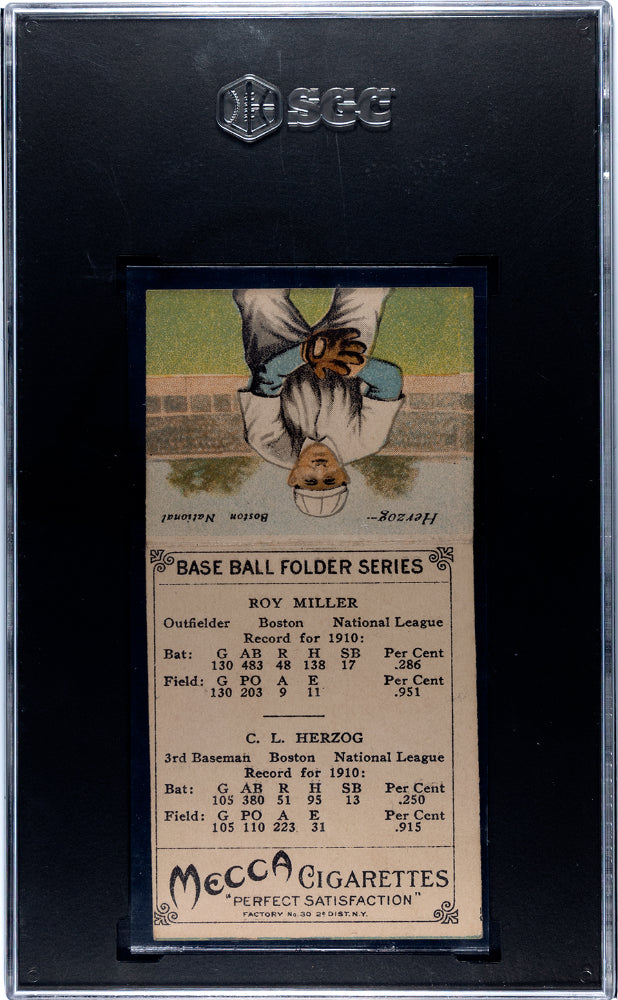 SGC
Herzog-- Boston National
BASE BALL FOLDER SERIES
ROY MILLER
Outfielder Boston National League
Record for 1910:
Bat: G AB R H SB Per Cent
130 483 48 138 17 .286
Field: G PO A E Per Cent
130 203 9 11 .951
C. L. HERZOG
3rd Baseman Boston National League
Record for 1910:
Bat: G AB R H SB Per Cent
105 380 51 95 13 .250
Field: G PO A E Per Cent
105 110 223 31 .915
MECCA CIGARETTES
"PERFECT SATISFACTION"
FACTORY No. 30 2d DIST. N.Y.